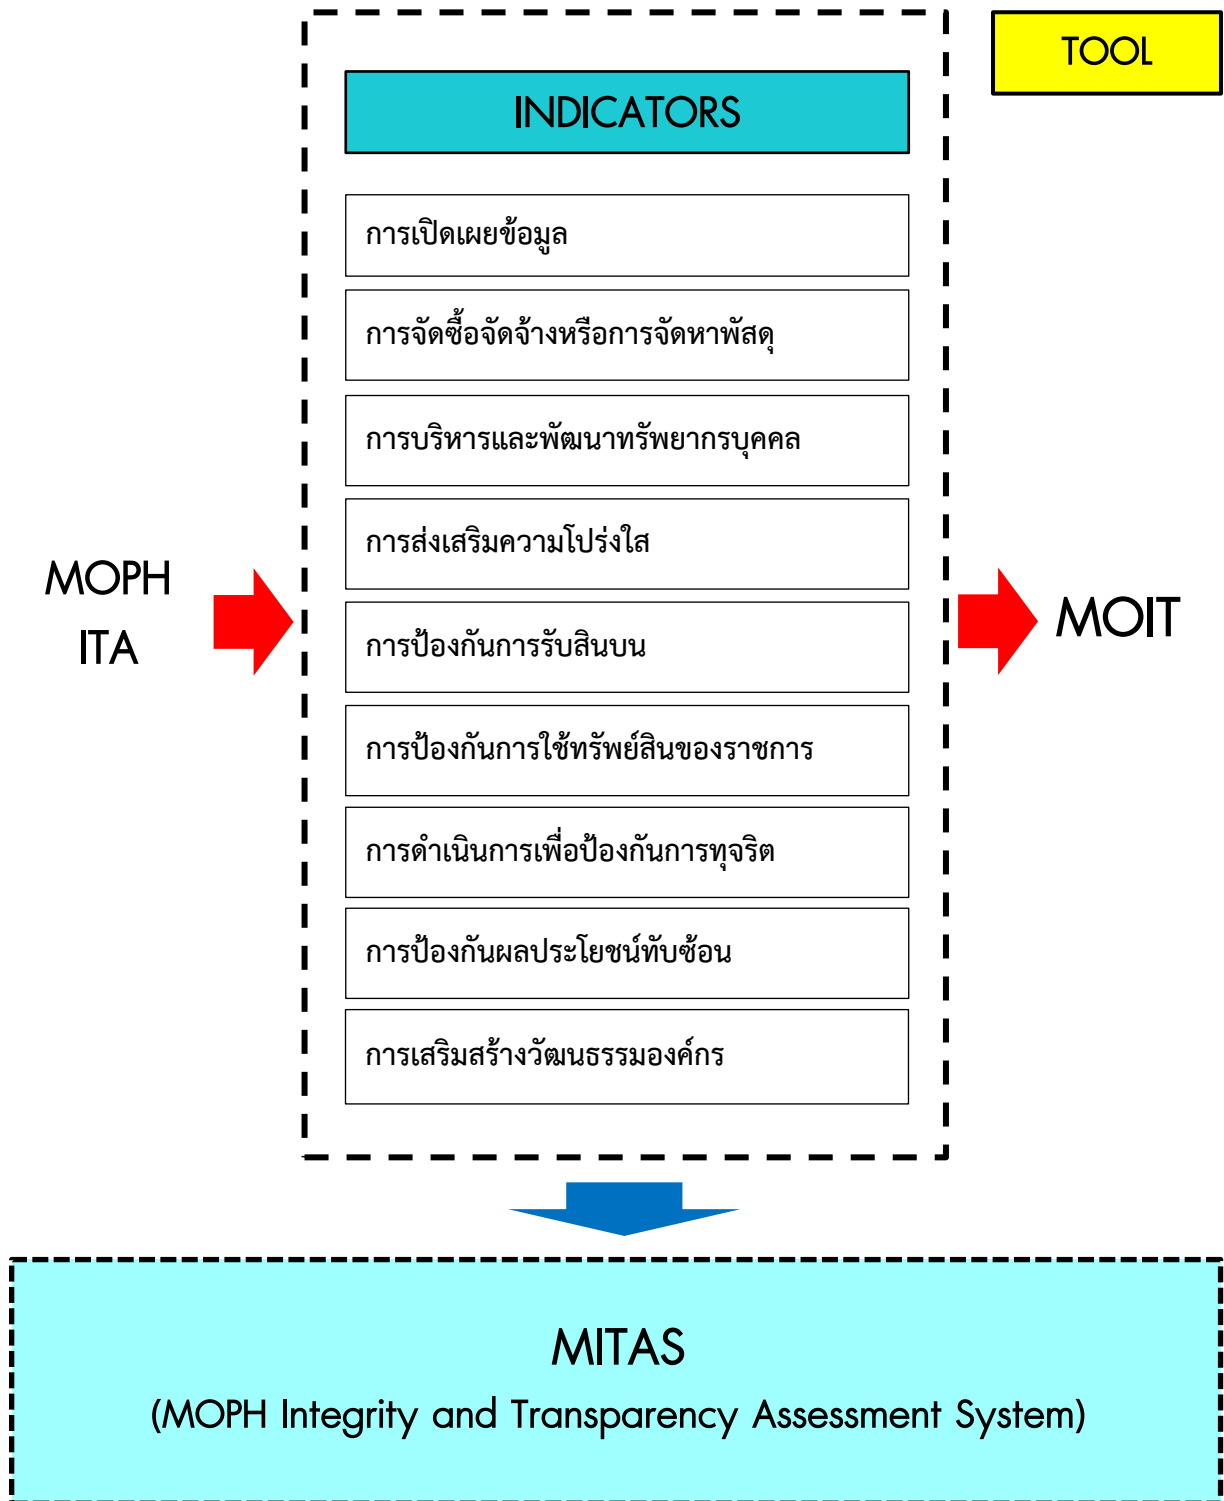 TOOL
INDICATORS
การเปิดเผยข้อมูล
การจัดซื้อจัดจ้างหรือการจัดหาพัสดุ
การบริหารและพัฒนาทรัพยากรบุคคล
การส่งเสริมความโปร่งใส
การป้องกันการรับสินบน
การป้องกันการใช้ทรัพย์สินของราชการ
การดำเนินการเพื่อป้องกันการทุจริต
การป้องกันผลประโยชน์ทับซ้อน
การเสริมสร้างวัฒนธรรมองค์กร
MOPH
ITA
MOIT
MITAS
(MOPH Integrity and Transparency Assessment System)